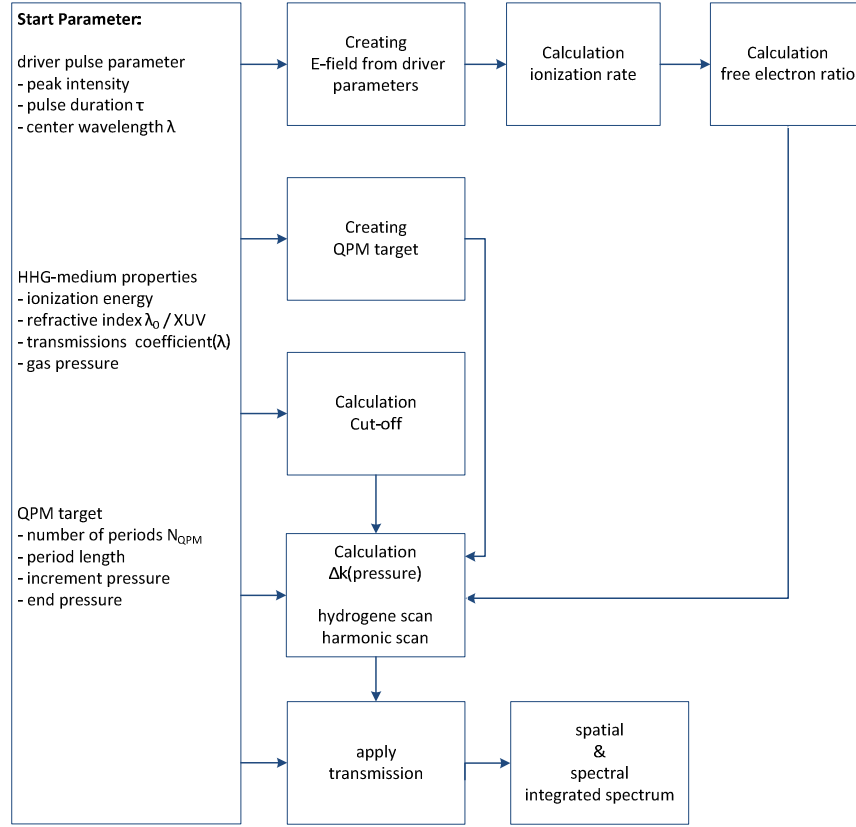 Start Parameter:
driver pulse parameter
- peak intensity
- pulse duration τ
- center wavelength λ
HHG-medium properties
- ionization energy
- refractive index λ₀ / XUV
- transmissions coefficient(λ)
- gas pressure
QPM target
- number of periods N_QPM
- period length
- increment pressure
- end pressure
Creating
E-field from driver
parameters
Calculation
ionization rate
Calculation
free electron ratio
Creating
QPM target
Calculation
Cut-off
Calculation
Δk(pressure)
hydrogene scan
harmonic scan
apply
transmission
spatial
&
spectral
integrated spectrum